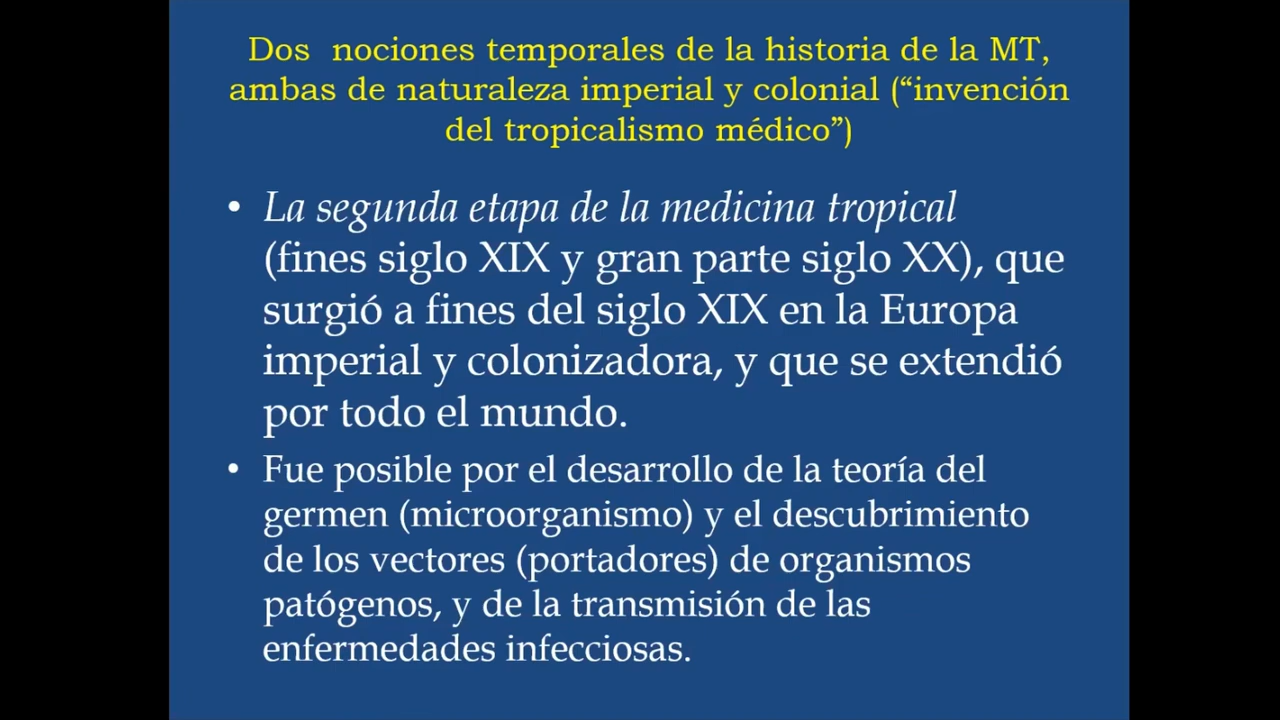 Dos  nociones temporales de la historia de la MT,
ambas de naturaleza imperial y colonial (“invención
del tropicalismo médico”)
• La segunda etapa de la medicina tropical
(fines siglo XIX y gran parte siglo XX), que
surgió a fines del siglo XIX en la Europa
imperial y colonizadora, y que se extendió
por todo el mundo.
• Fue posible por el desarrollo de la teoría del
germen (microorganismo) y el descubrimiento
de los vectores (portadores) de organismos
patógenos, y de la transmisión de las
enfermedades infecciosas.